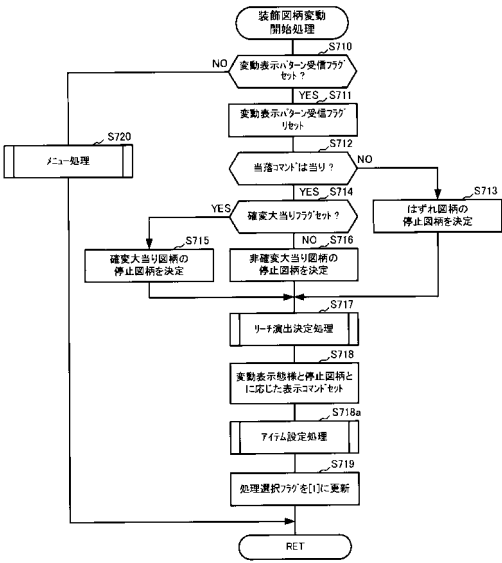 装飾図柄変動
開始処理
S710
変動表示パターン受信フラグ
セット？
NO
YES
S711
変動表示パターン受信フラグ
リセット
S720
メニュー処理
S712
当落コマンドは当り？
NO
YES
S714
確変大当りフラグセット？
YES
NO
S713
はずれ図柄の
停止図柄を決定
S715
確変大当り図柄の
停止図柄を決定
S716
非確変大当り図柄の
停止図柄を決定
S717
リーチ演出決定処理
S718
変動表示態様と停止図柄と
に応じた表示コマンドセット
S718a
アイテム設定処理
S719
処理選択フラグを[1]に更新
RET